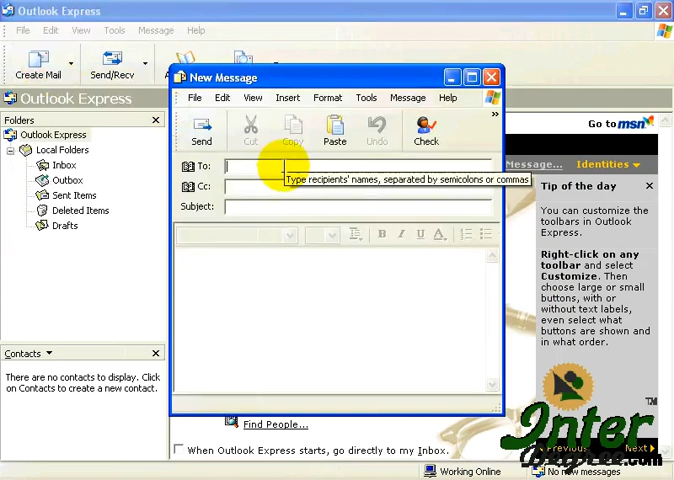 Outlook Express
File Edit View Tools Message Help
Create Mail Send/Recv
Outlook Express
Go to msn
Folders
Outlook Express
Local Folders
Inbox
Outbox
Sent Items
Deleted Items
Drafts
Contacts
There are no contacts to display. Click
on Contacts to create a new contact.
New Message
File Edit View Insert Format Tools Message Help
Send Cut Copy Paste Undo Check
To:
Type recipients' names, separated by semicolons or commas
Cc:
Subject:
B I U A
Message... Identities
Tip of the day
You can customize the
toolbars in Outlook
Express.
Right-click on any
toolbar and select
Customize. Then
choose large or small
buttons, with or
without text labels,
even select what
buttons are shown and
in what order.
Find People...
When Outlook Express starts, go directly to my Inbox.
Previous Next
TM
Inter
.com
Working Online No new messages